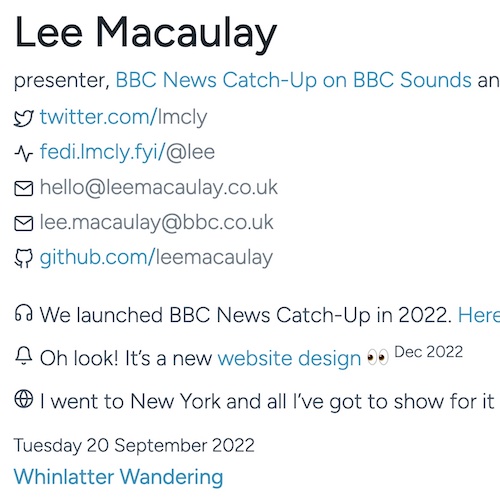 Lee Macaulay
presenter, BBC News Catch-Up on BBC Sounds an
twitter.com/lmcly
fedi.lmcly.fyi/@lee
hello@leemacaulay.co.uk
lee.macaulay@bbc.co.uk
github.com/leemacaulay
We launched BBC News Catch-Up in 2022. Here
Oh look! It’s a new website design 👀 Dec 2022
I went to New York and all I’ve got to show for it
Tuesday 20 September 2022
Whinlatter Wandering